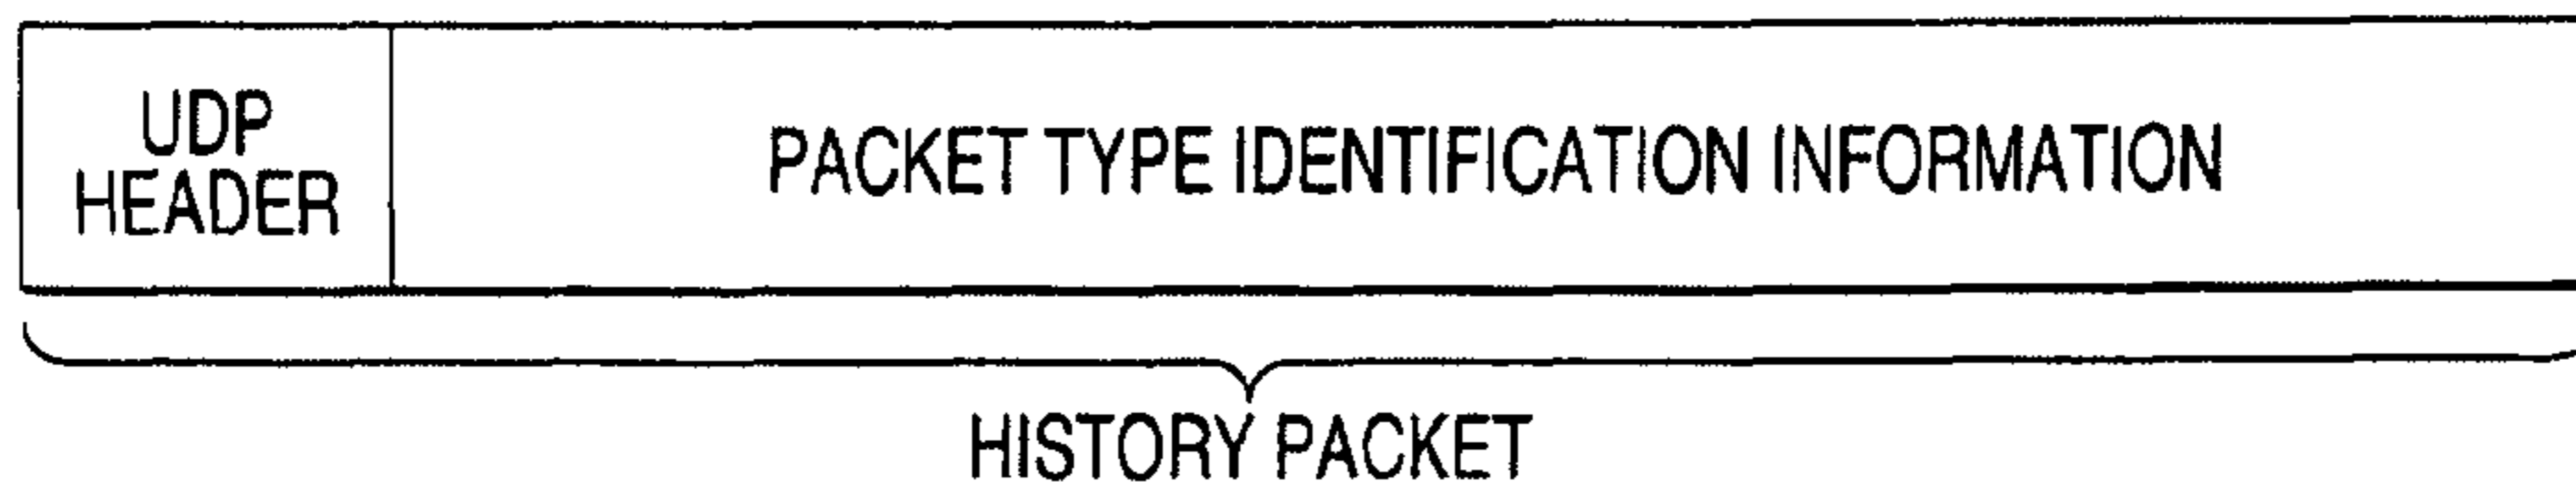 UDP
HEADER
PACKET TYPE IDENTIFICATION INFORMATION
HISTORY PACKET